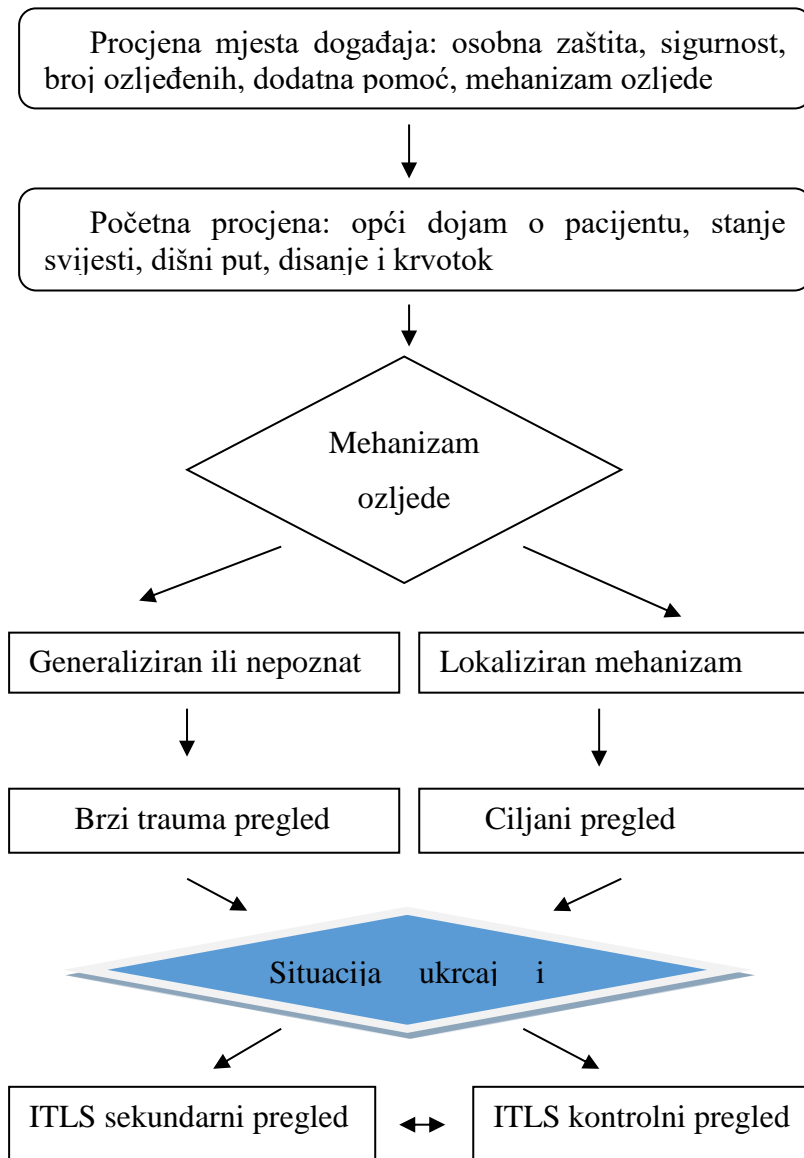 Procjena mjesta događaja: osobna zaštita, sigurnost,
broj ozljeđenih, dodatna pomoć, mehanizam ozljede
Početna procjena: opći dojam o pacijentu, stanje
svijesti, dišni put, disanje i krvotok
Mehanizam
ozljede
Generaliziran ili nepoznat
Lokaliziran mehanizam
Brzi trauma pregled
Ciljani pregled
Situacija ukrcaj i
ITLS sekundarni pregled
ITLS kontrolni pregled